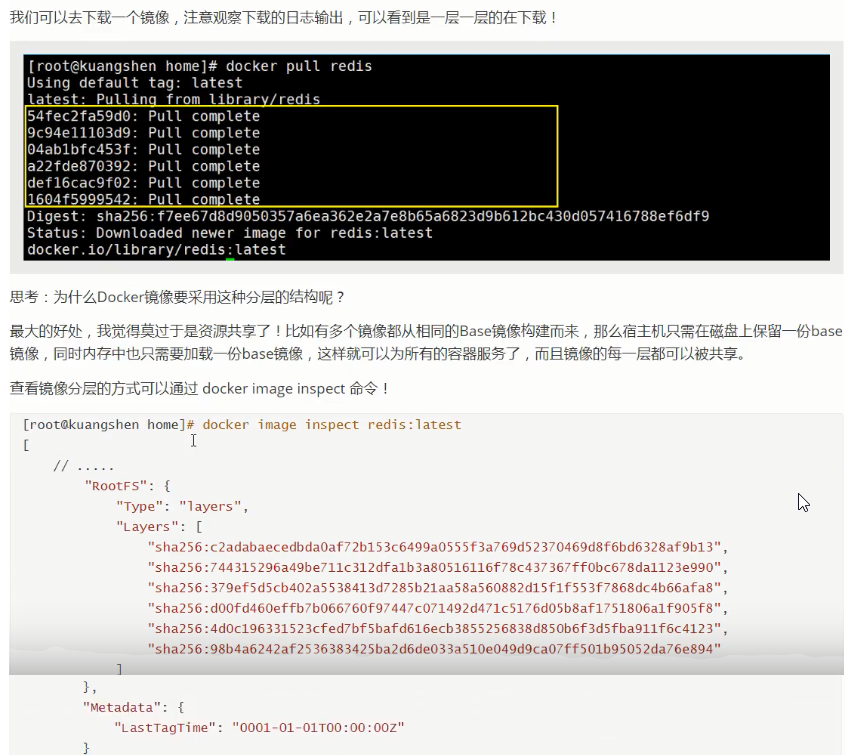 我们可以去下载一个镜像，注意观察下载的日志输出，可以看到是一层一层的在下载！
[root@kuangshen home]# docker pull redis
Using default tag: latest
latest: Pulling from library/redis
54fec2fa59d0: Pull complete
9c94e11103d9: Pull complete
04ab1bfc453f: Pull complete
a22fde870392: Pull complete
def16cac9f02: Pull complete
1604f5999542: Pull complete
Digest: sha256:f7ee67d8d9050357a6ea362e2a7e8b65a6823d9b612bc430d057416788ef6df9
Status: Downloaded newer image for redis:latest
docker.io/library/redis:latest
思考：为什么Docker镜像要采用这种分层的结构呢？
最大的好处，我觉得莫过于是资源共享了！比如有多个镜像都从相同的Base镜像构建而来，那么宿主机只需在磁盘上保留一份base
镜像，同时内存中也只需要加载一份base镜像，这样就可以为所有的容器服务了，而且镜像的每一层都可以被共享。
查看镜像分层的方式可以通过 docker image inspect 命令！
[root@kuangshen home]# docker image inspect redis:latest
[
// .....
"RootFS": {
"Type": "layers",
"Layers": [
"sha256:c2adabaecedbda0af72b153c6499a0555f3a769d52370469d8f6bd6328af9b13",
"sha256:744315296a49be711c312dfa1b3a80516116f78c437367ff0bc678da1123e990",
"sha256:379ef5d5cb402a5538413d7285b21aa58a560882d15f1f553f7868dc4b66afa8",
"sha256:d00fd460effb7b066760f97447c071492d471c5176d05b8af1751806a1f905f8",
"sha256:4d0c196331523cfed7bf5bafd616ecb3855256838d850b6f3d5fba911f6c4123",
"sha256:98b4a6242af2536383425ba2d6de033a510e049d9ca07ff501b95052da76e894"
]
},
"Metadata": {
"LastTagTime": "0001-01-01T00:00:00Z"
}